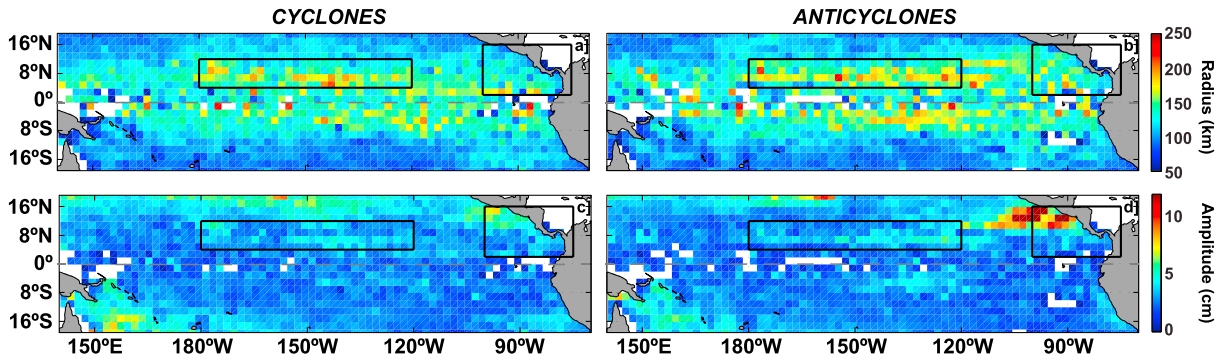 CYCLONES ANTICYCLONES
16ºN a) b) 250
8ºN 200
0º 150
8ºS 100
16ºS 50
Radius (km)
16ºN c) d)
8ºN 10
0º 5
8ºS
16ºS 0
Amplitude (cm)
150ºE 180ºW 150ºW 120ºW 90ºW 150ºE 180ºW 150ºW 120ºW 90ºW